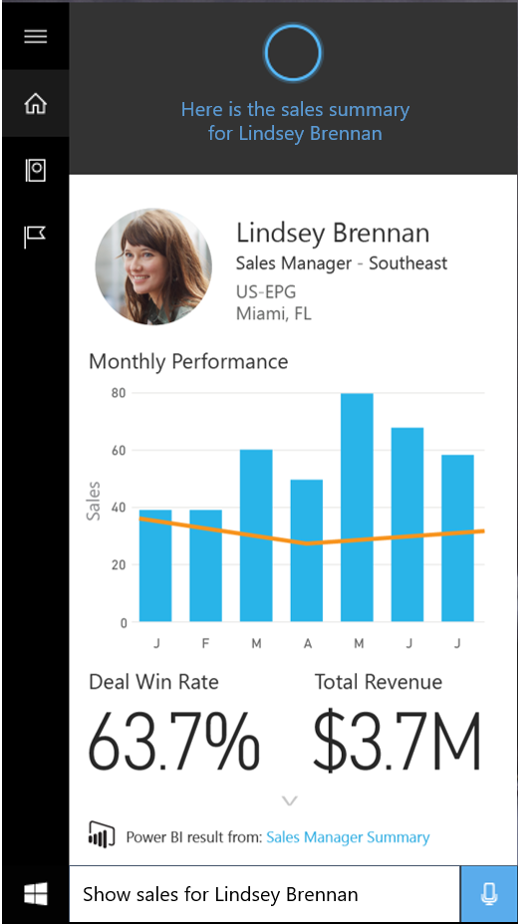 Here is the sales summary
for Lindsey Brennan
Lindsey Brennan
Sales Manager - Southeast
US-EPG
Miami, FL
Monthly Performance
80
60
40
20
0
Sales
J F M A M J J
Deal Win Rate Total Revenue
63.7% $3.7M
Power BI result from: Sales Manager Summary
Show sales for Lindsey Brennan